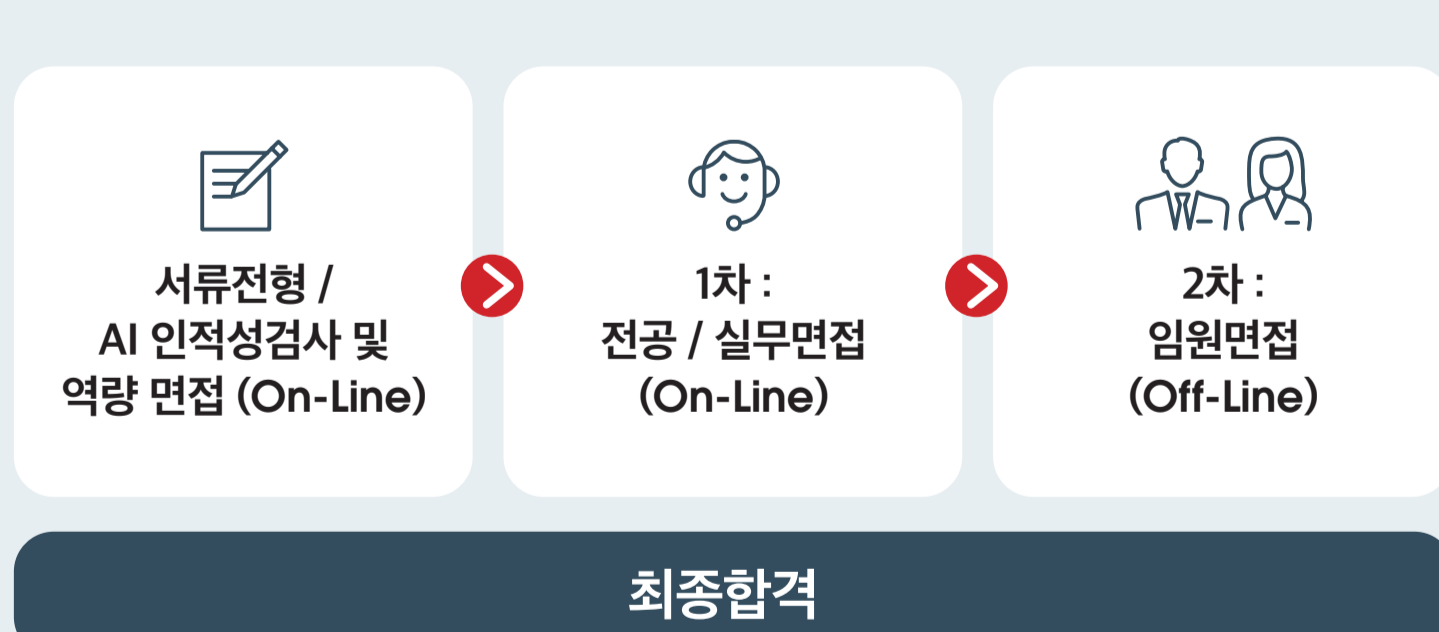 서류전형 /
AI 인적성검사 및
역량 면접 (On-Line)
1차 :
전공 / 실무면접
(On-Line)
2차 :
임원면접
(Off-Line)
최종합격